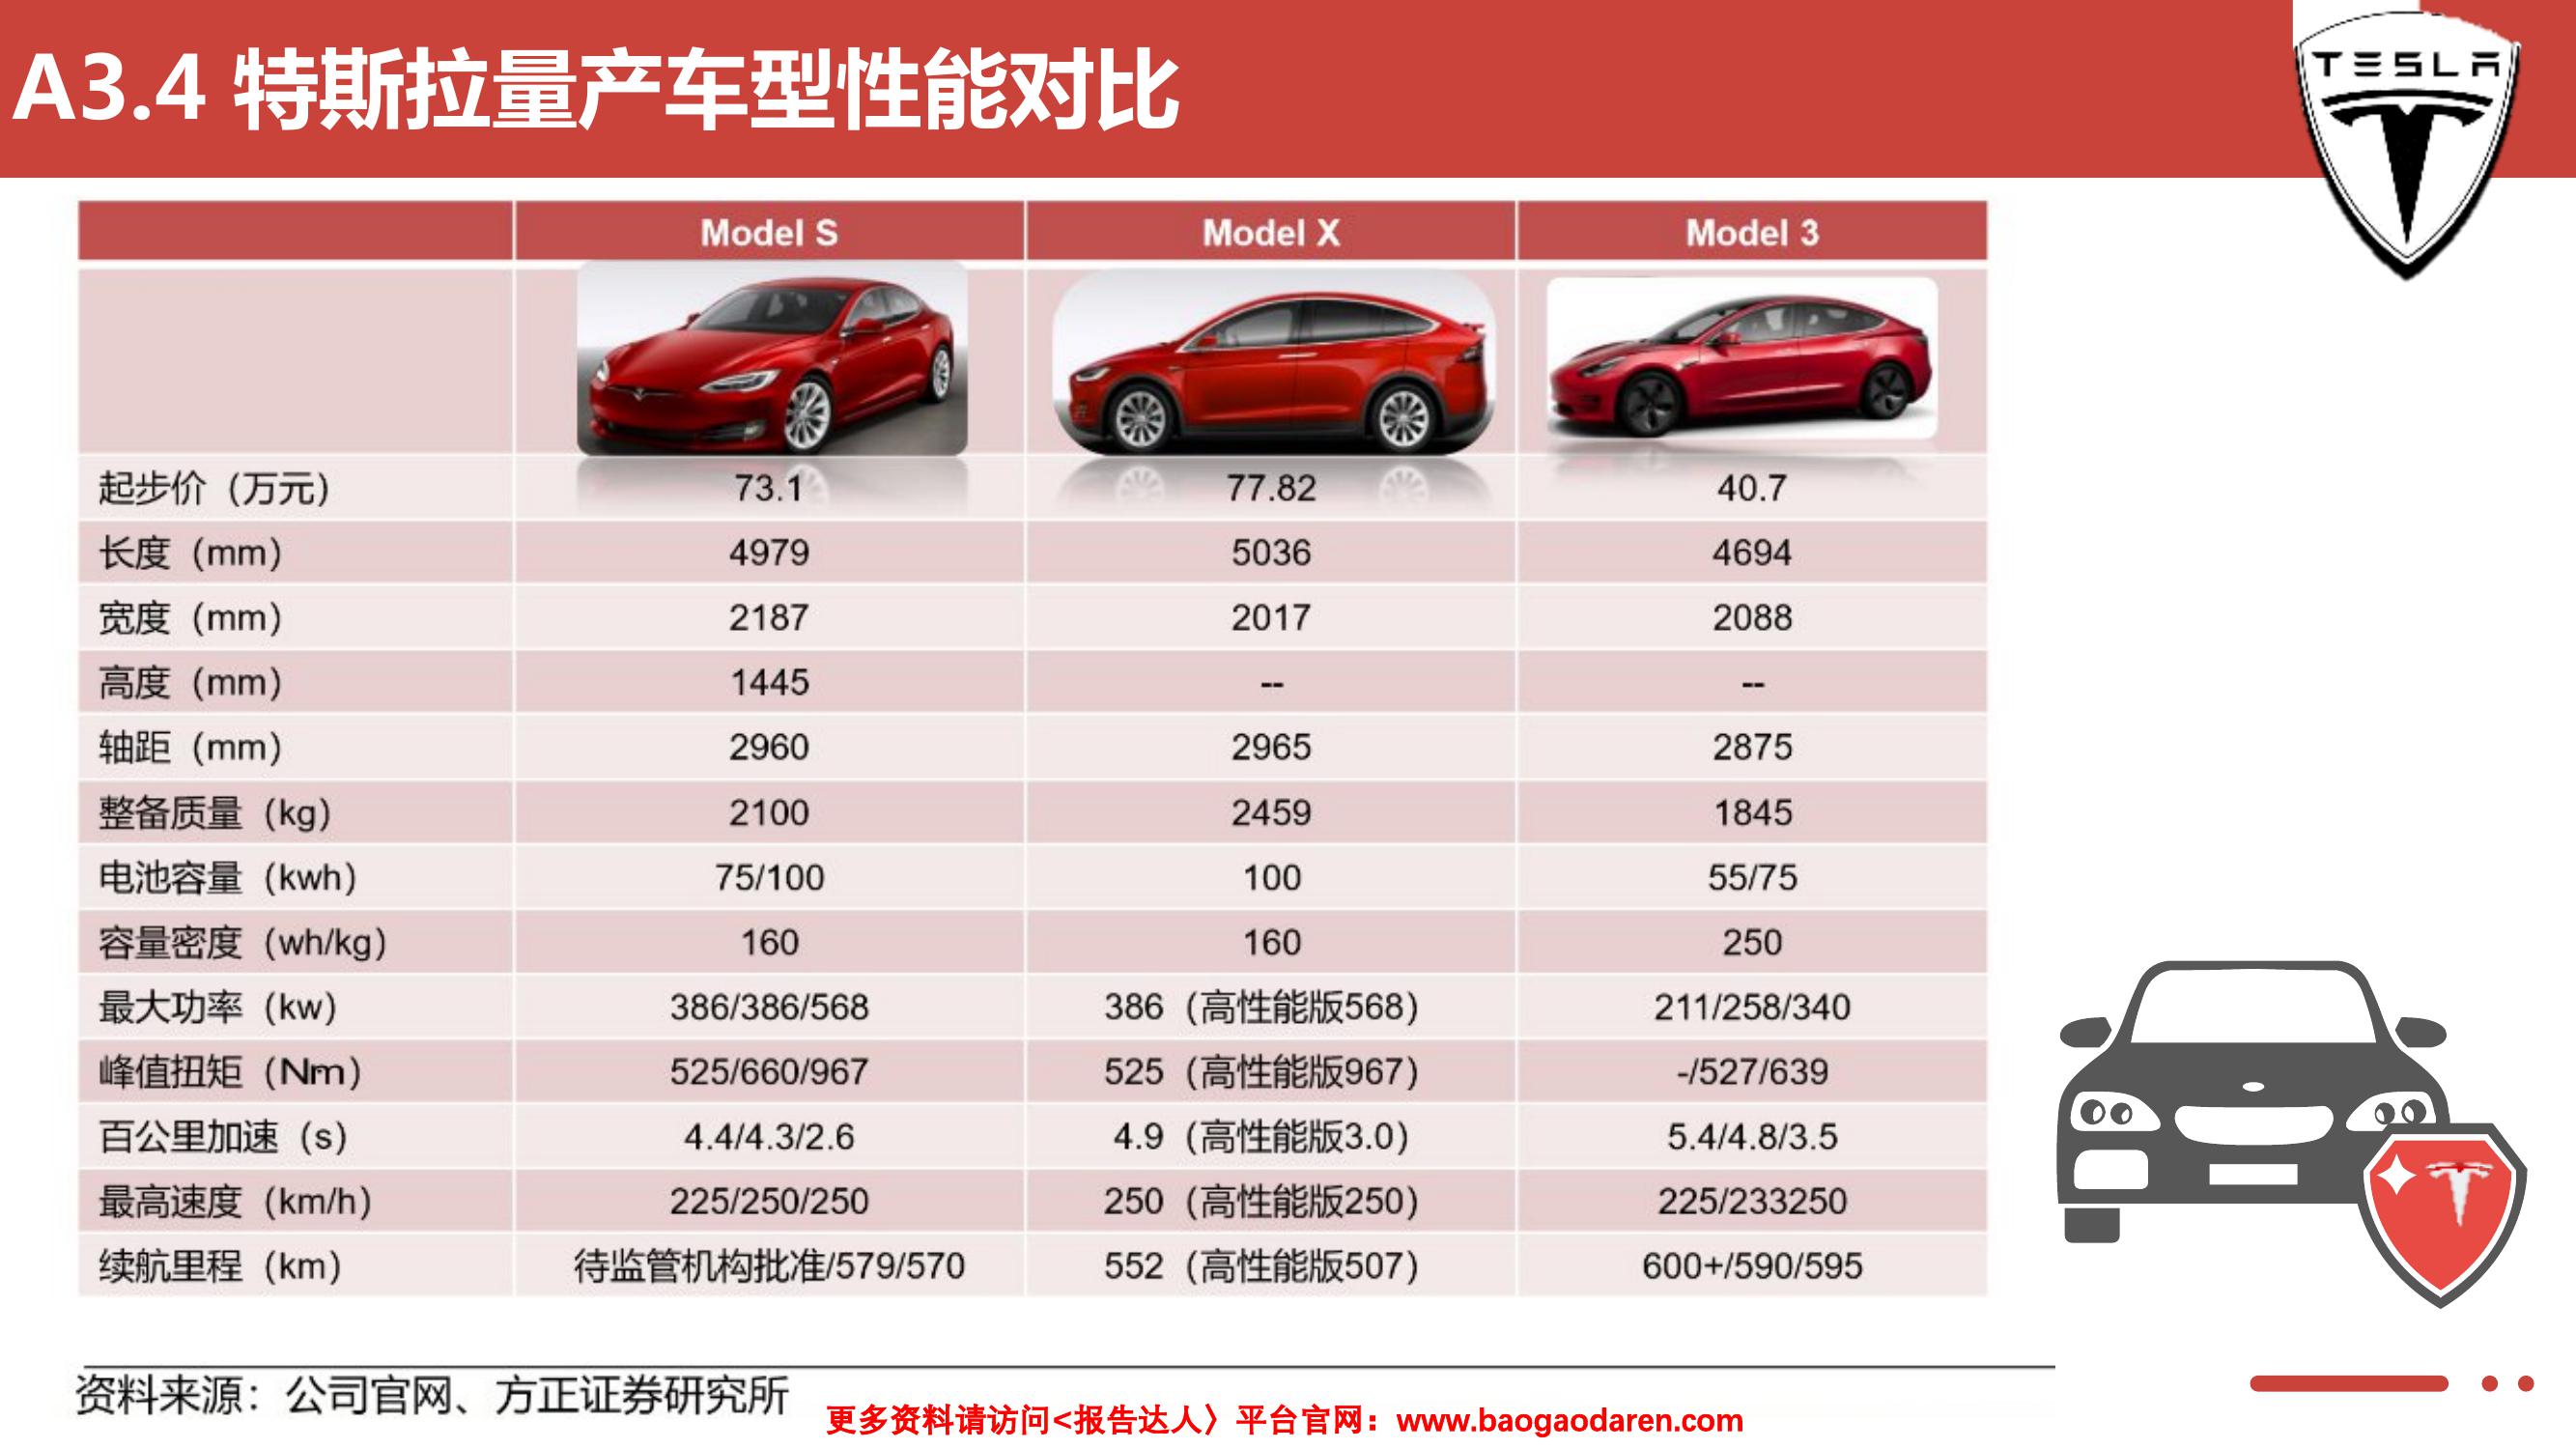 A3.4 特斯拉量产车型性能对比
TESLA
Model S Model X Model 3
起步价（万元） 73.1 77.82 40.7
长度（mm） 4979 5036 4694
宽度（mm） 2187 2017 2088
高度（mm） 1445 -- --
轴距（mm） 2960 2965 2875
整备质量（kg） 2100 2459 1845
电池容量（kwh） 75/100 100 55/75
容量密度（wh/kg） 160 160 250
最大功率（kw） 386/386/568 386（高性能版568） 211/258/340
峰值扭矩（Nm） 525/660/967 525（高性能版967） -/527/639
百公里加速（s） 4.4/4.3/2.6 4.9（高性能版3.0） 5.4/4.8/3.5
最高速度（km/h） 225/250/250 250（高性能版250） 225/233250
续航里程（km） 待监管机构批准/579/570 552（高性能版507） 600+/590/595
资料来源：公司官网、方正证券研究所
更多资料请访问<报告达人〉平台官网：www.baogaodaren.com